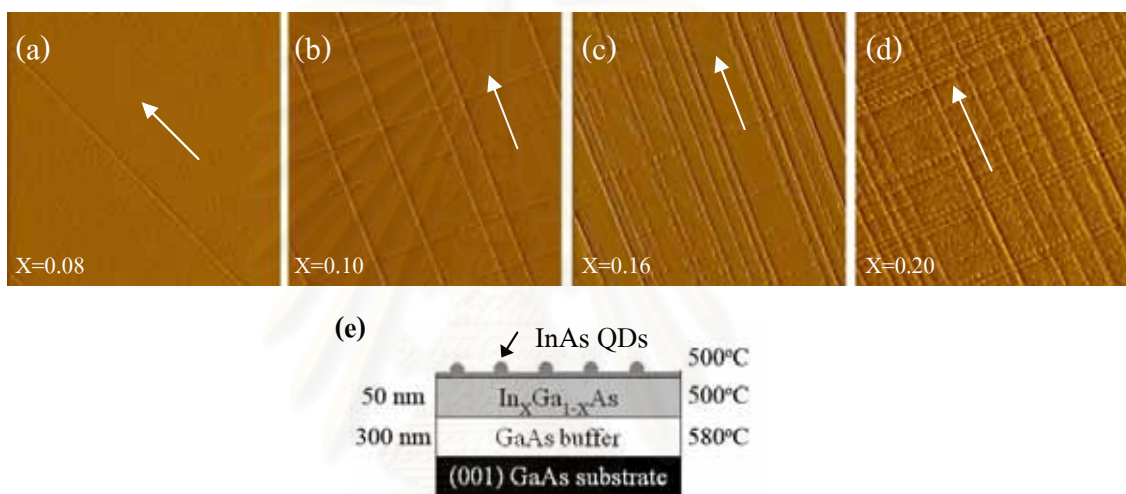 (a) (b) (c) (d)
X=0.08 X=0.10 X=0.16 X=0.20
(e) InAs QDs
500°C
50 nm InXGa1-XAs 500°C
300 nm GaAs buffer 580°C
(001) GaAs substrate